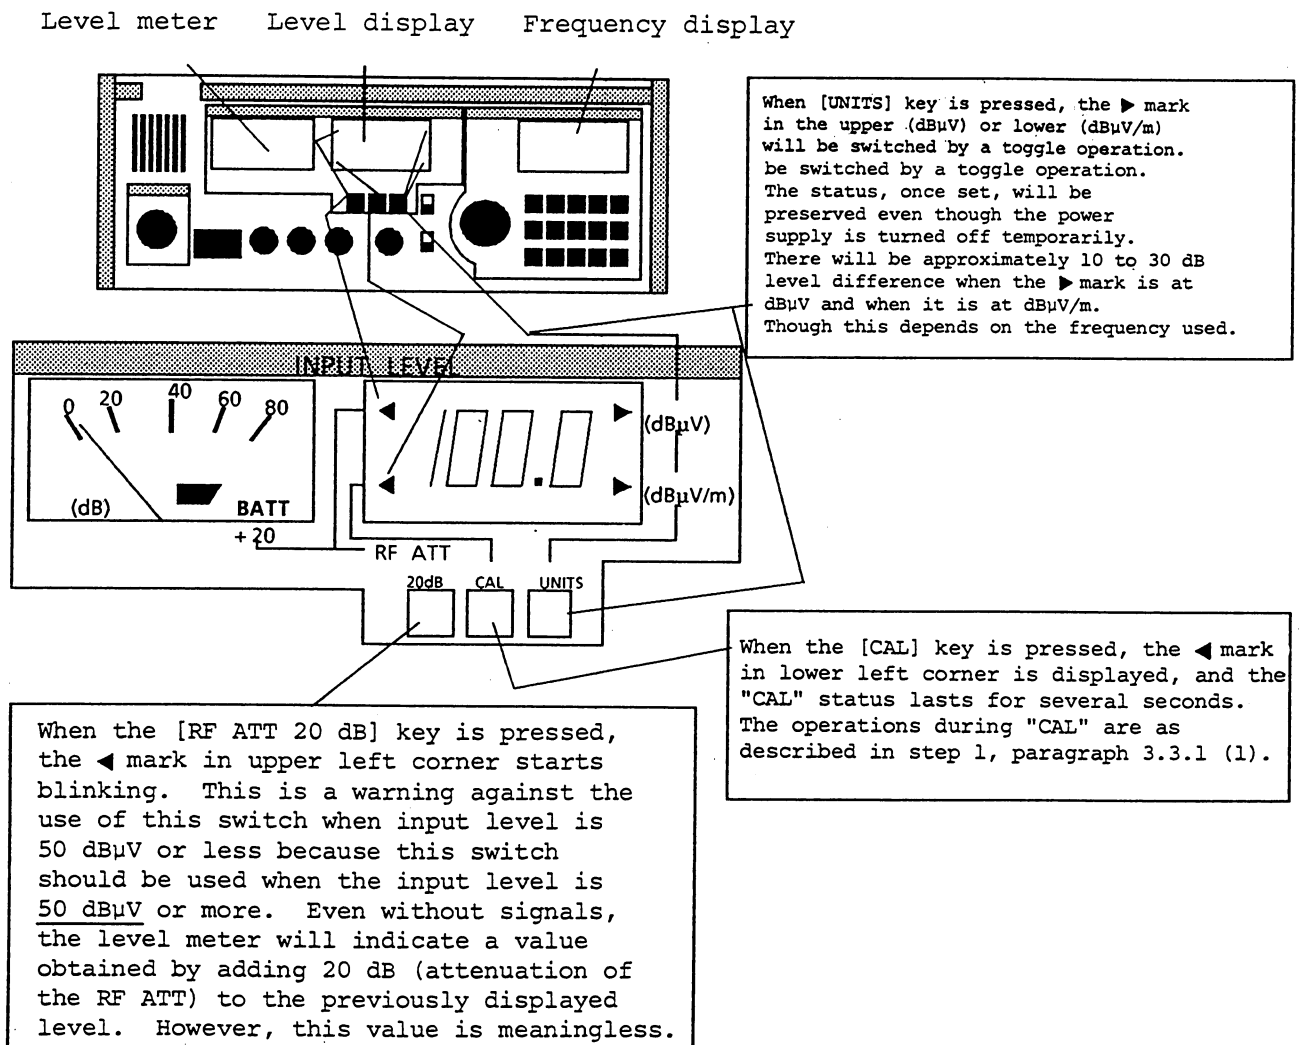 Level meter Level display Frequency display
When [UNITS] key is pressed, the ▶ mark
in the upper (dBµV) or lower (dBµV/m)
will be switched by a toggle operation.
be switched by a toggle operation.
The status, once set, will be
preserved even though the power
supply is turned off temporarily.
There will be approximately 10 to 30 dB
level difference when the ▶ mark is at
dBµV and when it is at dBµV/m.
Though this depends on the frequency used.
INPUT LEVEL
0 20 40 60 80
(dB) BATT
+20
100.0
(dBµV)
(dBµV/m)
RF ATT
20dB CAL UNITS
When the [CAL] key is pressed, the ◀ mark
in lower left corner is displayed, and the
"CAL" status lasts for several seconds.
The operations during "CAL" are as
described in step 1, paragraph 3.3.1 (1).
When the [RF ATT 20 dB] key is pressed,
the ◀ mark in upper left corner starts
blinking. This is a warning against the
use of this switch when input level is
50 dBµV or less because this switch
should be used when the input level is
50 dBµV or more. Even without signals,
the level meter will indicate a value
obtained by adding 20 dB (attenuation of
the RF ATT) to the previously displayed
level. However, this value is meaningless.